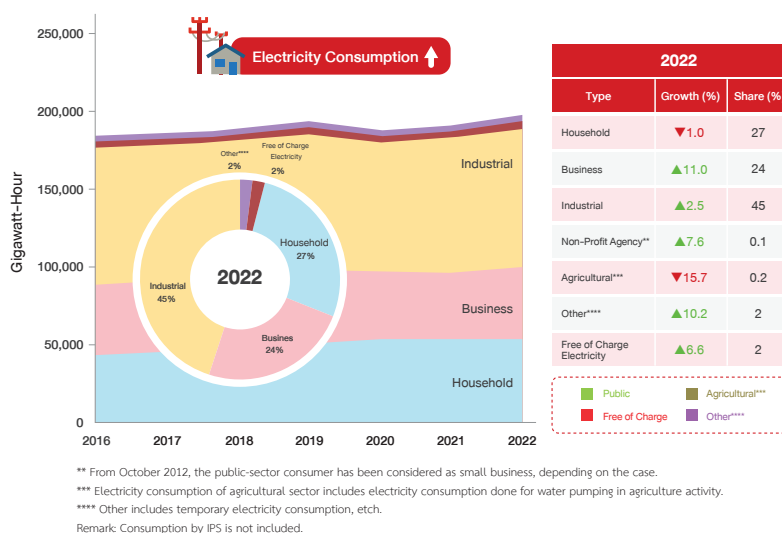 Electricity Consumption
Gigawatt-Hour
250,000
200,000
150,000
100,000
50,000
0
2016
2017
2018
2019
2020
2021
2022
Industrial
Business
Household
Other****
2%
Free of Charge
Electricity
2%
Household
27%
Busines
24%
Industrial
45%
2022
2022
Type Growth (%) Share (%
Household ▼1.0 27
Business ▲11.0 24
Industrial ▲2.5 45
Non-Profit Agency** ▲7.6 0.1
Agricultural*** ▼15.7 0.2
Other**** ▲10.2 2
Free of Charge
Electricity ▲6.6 2
Public
Agricultural***
Free of Charge
Other****
** From October 2012, the public-sector consumer has been considered as small business, depending on the case.
*** Electricity consumption of agricultural sector includes electricity consumption done for water pumping in agriculture activity.
**** Other includes temporary electricity consumption, etch.
Remark: Consumption by IPS is not included.